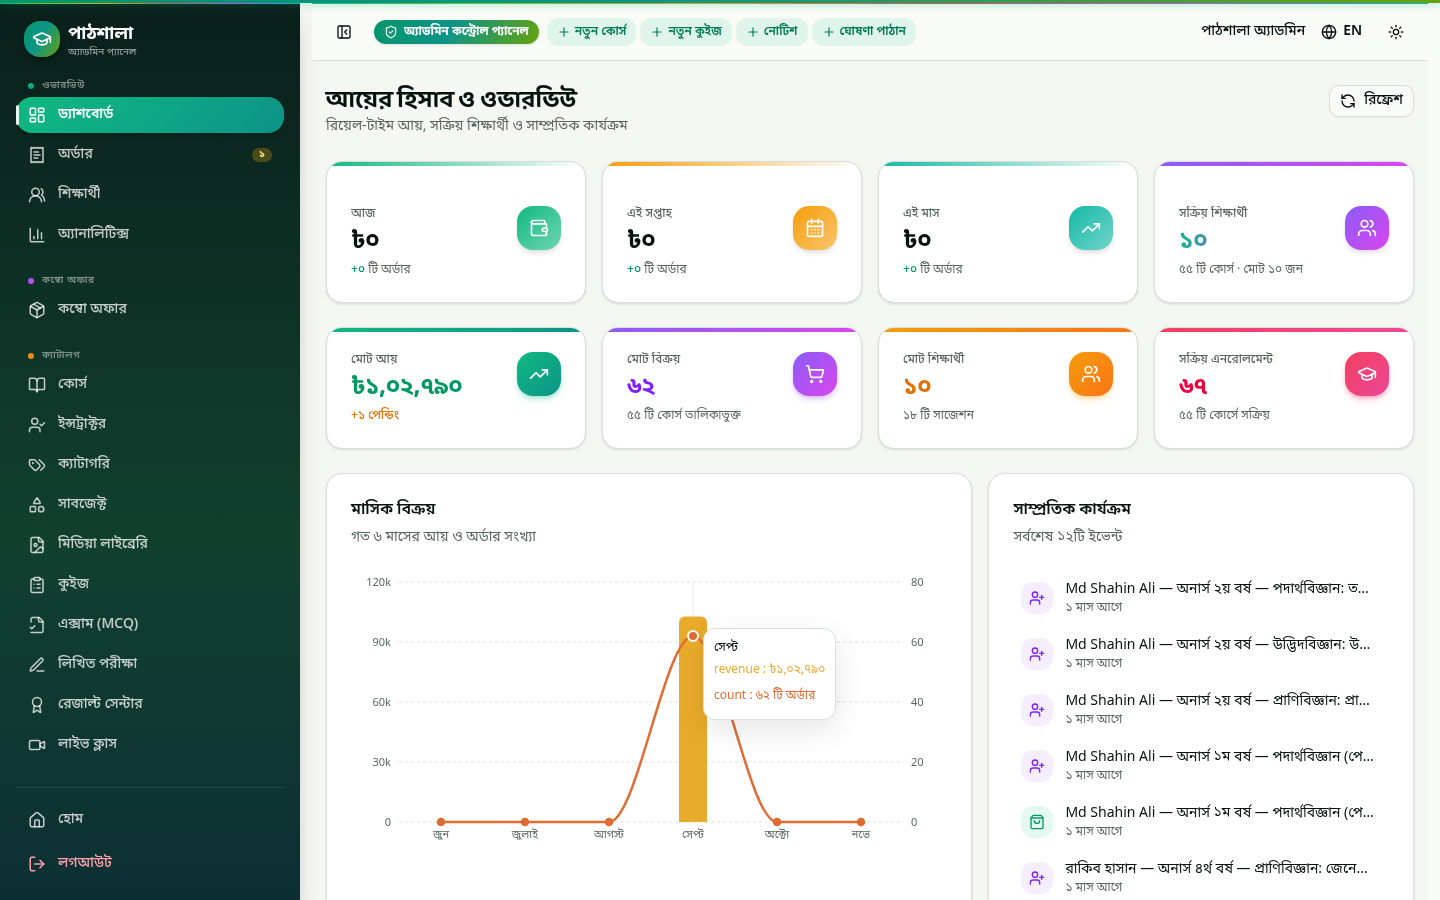 পাঠশালা
অ্যাডমিন প্যানেল
ওভারভিউ
ড্যাশবোর্ড
অর্ডার
১
শিক্ষার্থী
অ্যানালিটিক্স
কম্বো অফার
কম্বো অফার
ক্যাটালগ
কোর্স
ইন্সট্রাক্টর
ক্যাটাগরি
সাবজেক্ট
মিডিয়া লাইব্রেরি
কুইজ
এক্সাম (MCQ)
লিখিত পরীক্ষা
রেজাল্ট সেন্টার
লাইভ ক্লাস
হোম
লগআউট
অ্যাডমিন কন্ট্রোল প্যানেল
নতুন কোর্স
নতুন কুইজ
নোটিশ
ঘোষণা পাঠান
পাঠশালা অ্যাডমিন
EN
আয়ের হিসাব ও ওভারভিউ
রিয়েল-টাইম আয়, সক্রিয় শিক্ষার্থী ও সাম্প্রতিক কার্যক্রম
রিফ্রেশ
আজ
৳০
+০ টি অর্ডার
এই সপ্তাহ
৳০
+০ টি অর্ডার
এই মাস
৳০
+০ টি অর্ডার
সক্রিয় শিক্ষার্থী
১০
৫৫ টি কোর্স · মোট ১০ জন
মোট আয়
৳১,০২,৭৯০
+১ পেন্ডিং
মোট বিক্রয়
৬২
৫৫ টি কোর্স তালিকাভুক্ত
মোট শিক্ষার্থী
১০
১৮ টি সাজেশন
সক্রিয় এনরোলমেন্ট
৬৭
৫৫ টি কোর্সে সক্রিয়
মাসিক বিক্রয়
গত ৬ মাসের আয় ও অর্ডার সংখ্যা
120k
90k
60k
30k
0
80
60
40
20
0
জুন
জুলাই
আগস্ট
সেপ্ট
অক্টো
নভে
সেপ্ট
revenue : ৳১,০২,৭৯০
count : ৬২ টি অর্ডার
সাম্প্রতিক কার্যক্রম
সর্বশেষ ১২টি ইভেন্ট
Md Shahin Ali — অনার্স ২য় বর্ষ — পদার্থবিজ্ঞান: ত...
১ মাস আগে
Md Shahin Ali — অনার্স ২য় বর্ষ — উদ্ভিদবিজ্ঞান: উ...
১ মাস আগে
Md Shahin Ali — অনার্স ২য় বর্ষ — প্রাণিবিজ্ঞান: প্রা...
১ মাস আগে
Md Shahin Ali — অনার্স ১ম বর্ষ — পদার্থবিজ্ঞান (পে...
১ মাস আগে
Md Shahin Ali — অনার্স ১ম বর্ষ — পদার্থবিজ্ঞান (পে...
১ মাস আগে
রাকিব হাসান — অনার্স ৪র্থ বর্ষ — প্রাণিবিজ্ঞান: জেনে...
১ মাস আগে